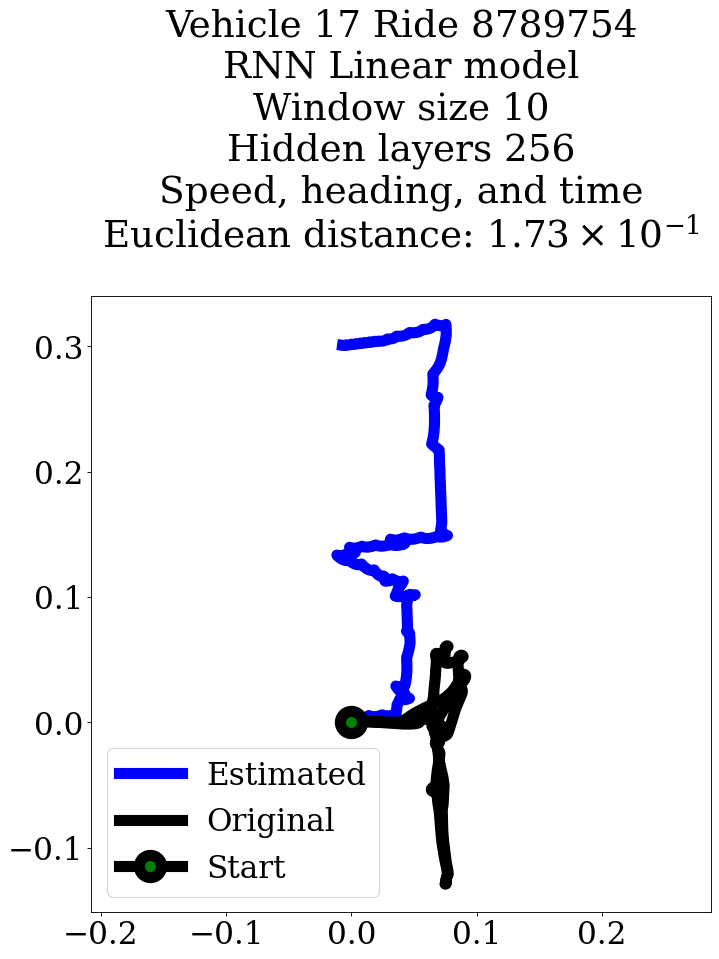 Vehicle 17 Ride 8789754
RNN Linear model
Window size 10
Hidden layers 256
Speed, heading, and time
Euclidean distance: 1.73 × 10⁻¹
0.3
0.2
0.1
0.0
−0.1
Estimated
Original
Start
−0.2 −0.1 0.0 0.1 0.2